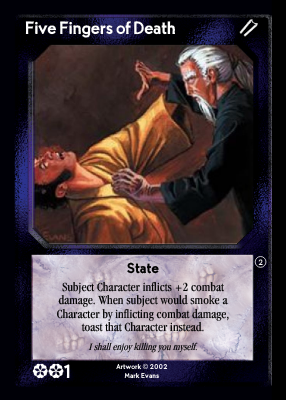 Five Fingers of Death
EVANS
2
State
Subject Character inflicts +2 combat
damage. When subject would smoke a
Character by inflicting combat damage,
toast that Character instead.
I shall enjoy killing you myself.
1
Artwork © 2002
Mark Evans